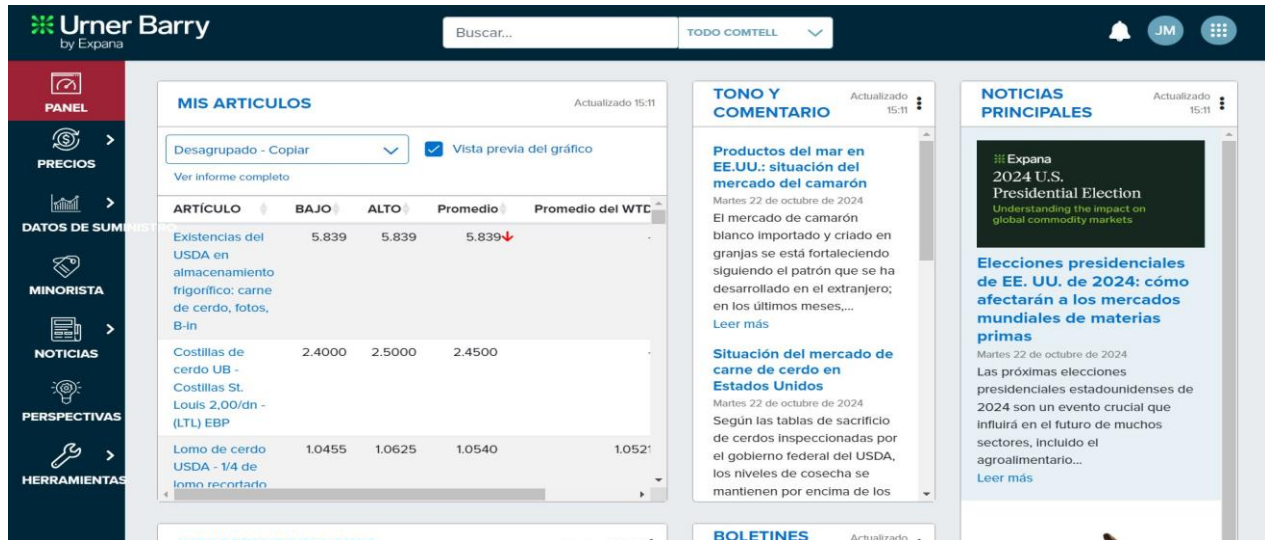 Urner Barry
by Expana
Buscar...
TODO COMTELL
JM
PANEL
PRECIOS
DATOS DE SUMINISTRO
MINORISTA
NOTICIAS
PERSPECTIVAS
HERRAMIENTAS
MIS ARTICULOS
Actualizado 15:11
Desagrupado - Copiar
Vista previa del gráfico
Ver informe completo
ARTÍCULO BAJO ALTO Promedio Promedio del WTD
Existencias del 5.839 5.839 5.839
USDA en
almacenamiento
frigorífico: carne
de cerdo, fotos,
B-in
Costillas de 2.4000 2.5000 2.4500
cerdo UB -
Costillas St.
Louis 2,00/dn -
(LTL) EBP
Lomo de cerdo 1.0455 1.0625 1.0540 1.0521
USDA - 1/4 de
lomo recortado
TONO Y
COMENTARIO
Actualizado
15:11
Productos del mar en
EE.UU.: situación del
mercado del camarón
Martes 22 de octubre de 2024
El mercado de camarón
blanco importado y criado en
granjas se está fortaleciendo
siguiendo el patrón que se ha
desarrollado en el extranjero;
en los últimos meses,...
Leer más
Situación del mercado de
carne de cerdo en
Estados Unidos
Martes 22 de octubre de 2024
Según las tablas de sacrificio
de cerdos inspeccionadas por
el gobierno federal del USDA,
los niveles de cosecha se
mantienen por encima de los
BOLETINES
Actualizado
NOTICIAS
PRINCIPALES
Actualizado
15:11
Expana
2024 U.S.
Presidential Election
Understanding the impact on
global commodity markets
Elecciones presidenciales
de EE. UU. de 2024: cómo
afectarán a los mercados
mundiales de materias
primas
Martes 22 de octubre de 2024
Las próximas elecciones
presidenciales estadounidenses de
2024 son un evento crucial que
influirá en el futuro de muchos
sectores, incluido el
agroalimentario...
Leer más